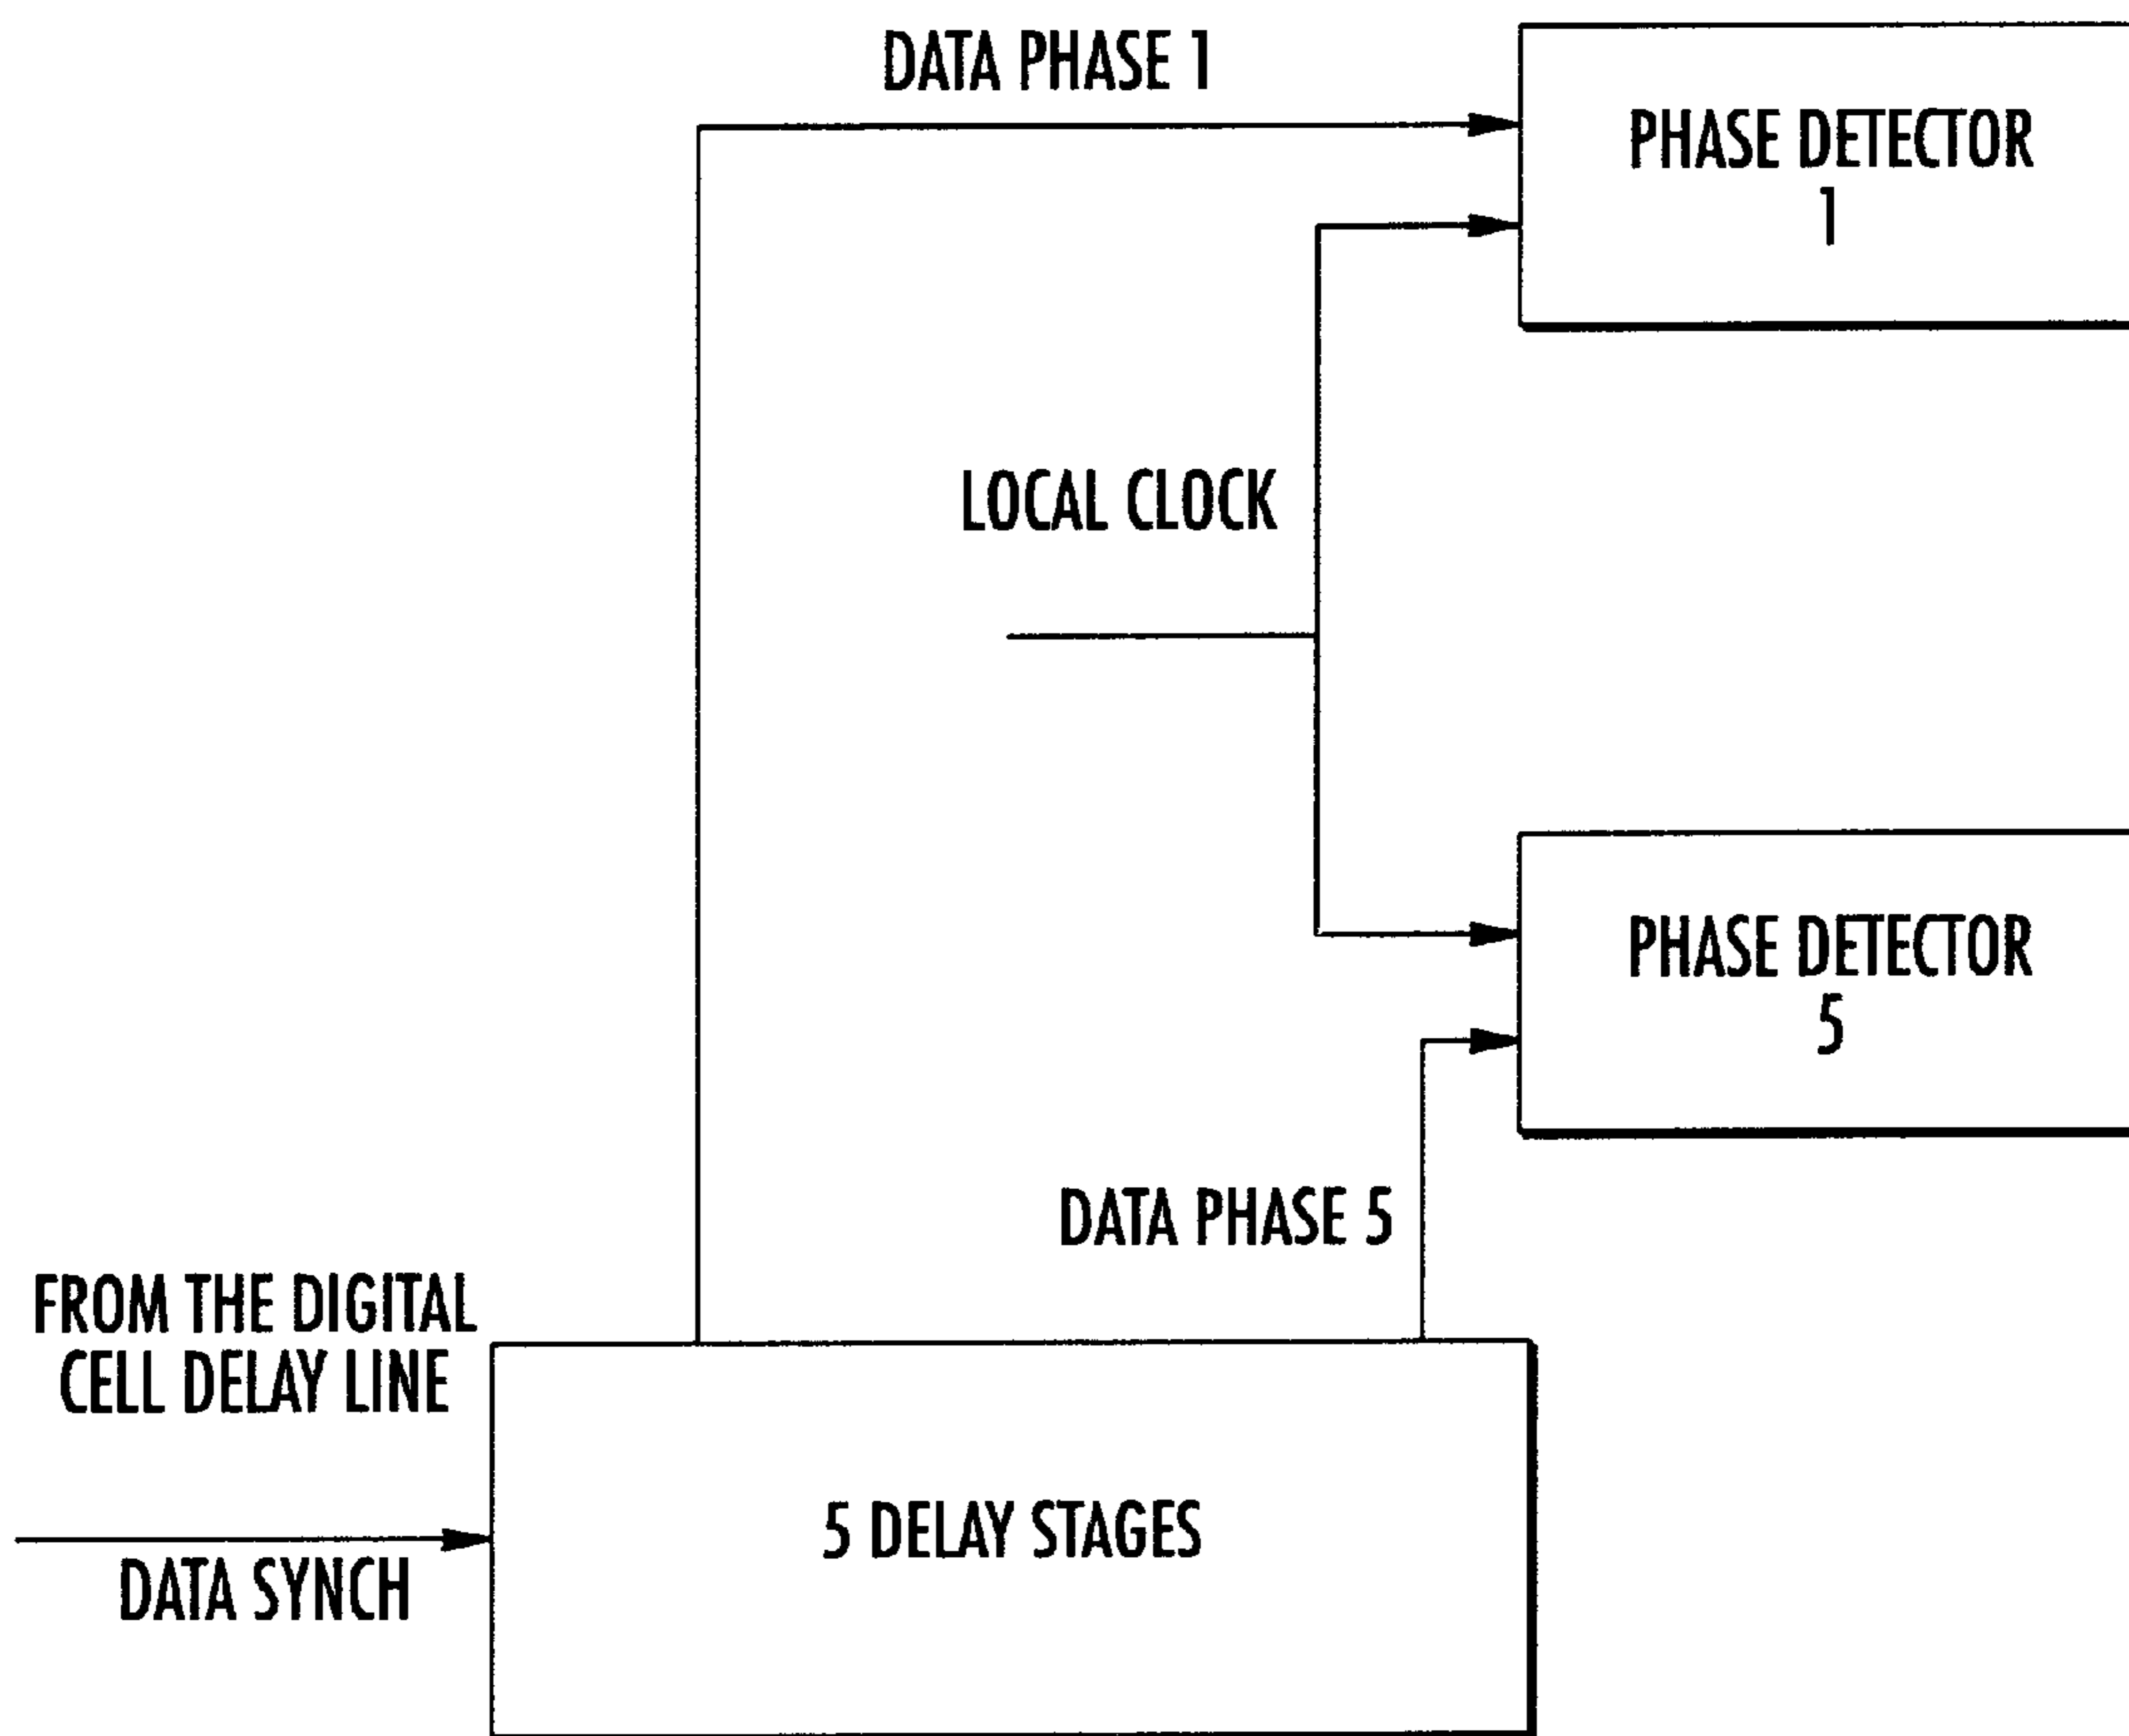 DATA PHASE 1
PHASE DETECTOR
1
LOCAL CLOCK
PHASE DETECTOR
5
DATA PHASE 5
FROM THE DIGITAL
CELL DELAY LINE
5 DELAY STAGES
DATA SYNCH